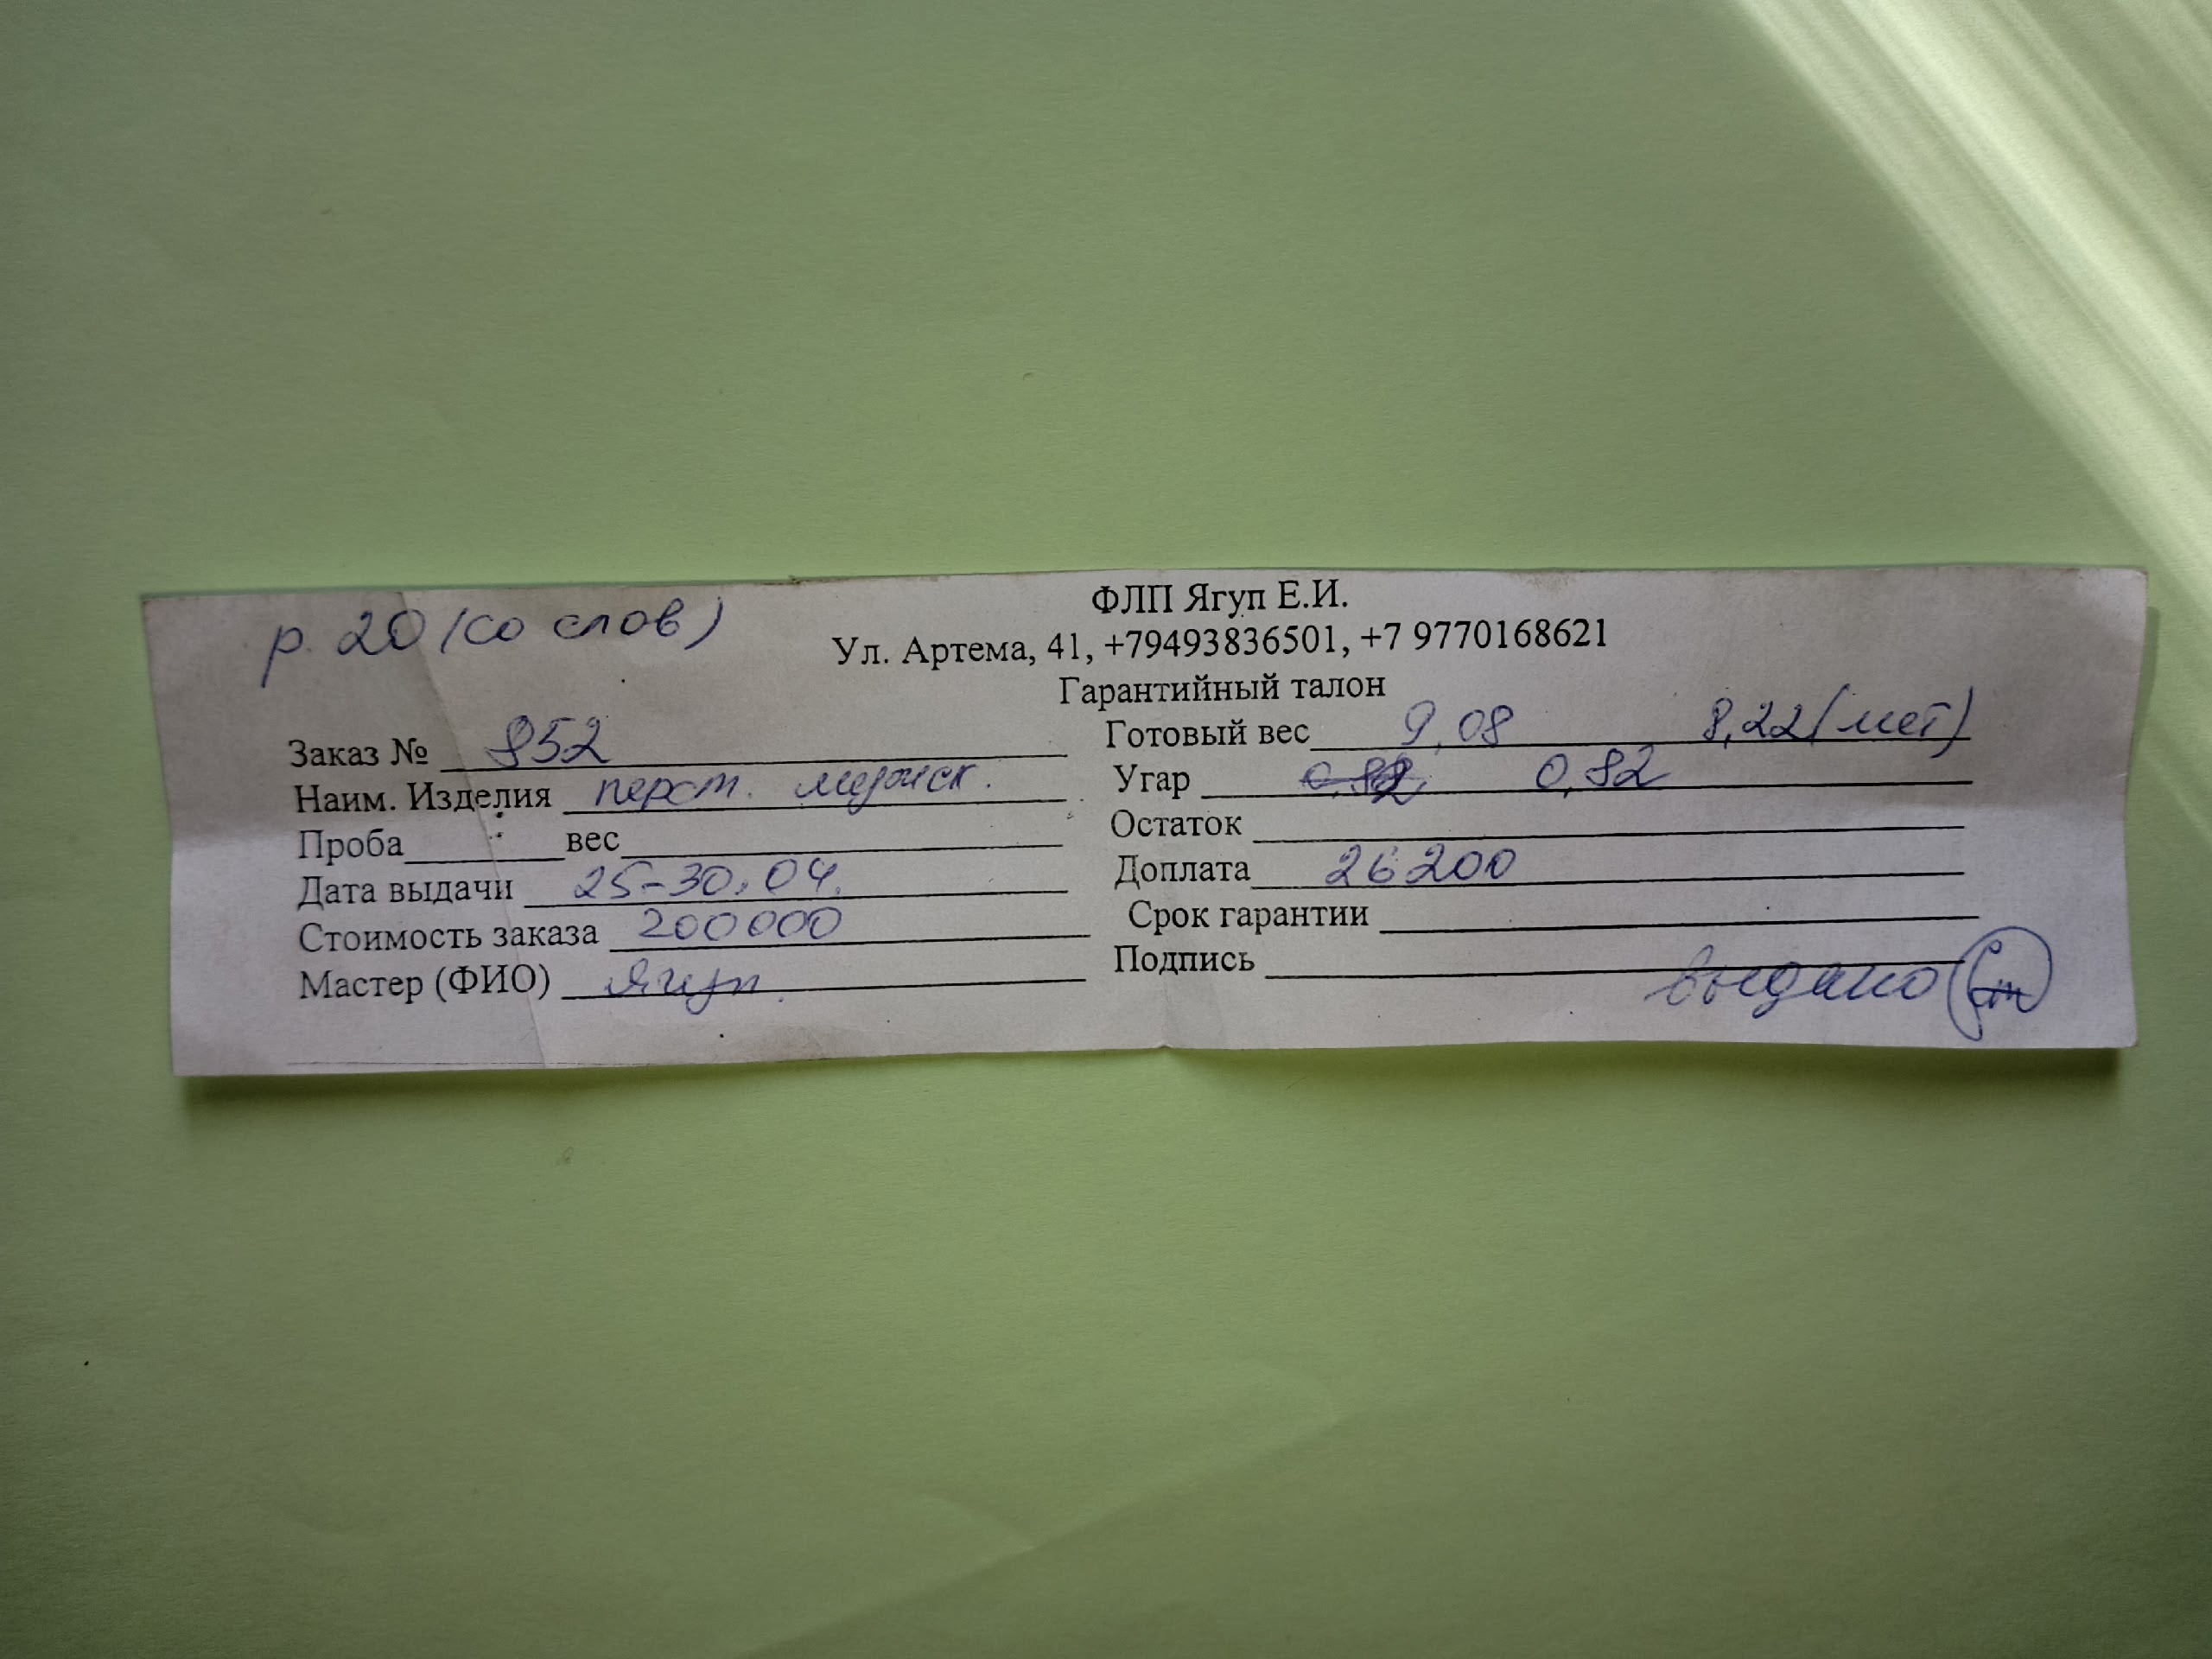 р. 20 (со слов)
ФЛП Ягуп Е.И.
Ул. Артема, 41, +79493836501, +7 9770168621
Гарантийный талон
Заказ № 852
Наим. Изделия перст. мужск.
Проба вес
Дата выдачи 25-30.04.
Стоимость заказа 200000
Мастер (ФИО) Ягуп.
Готовый вес 9,08 8,22 (мет)
Угар 0,82
Остаток
Доплата 26200
Срок гарантии
Подпись
выдано